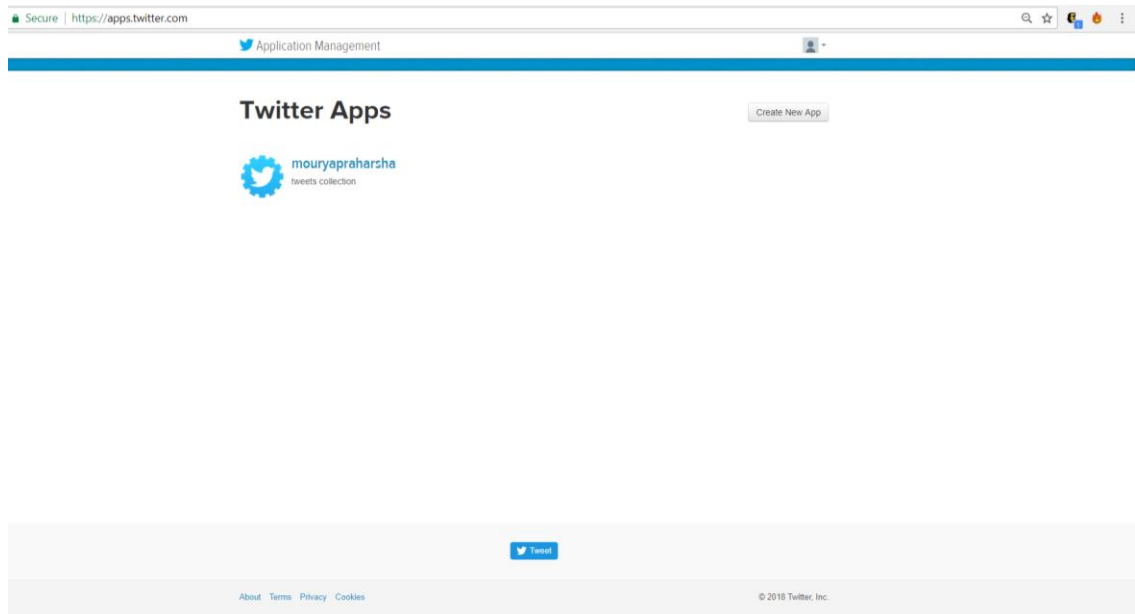 Secure | https://apps.twitter.com
Application Management
Twitter Apps
Create New App
mouryapraharsha
tweets collection
Tweet
About Terms Privacy Cookies
© 2018 Twitter, Inc.